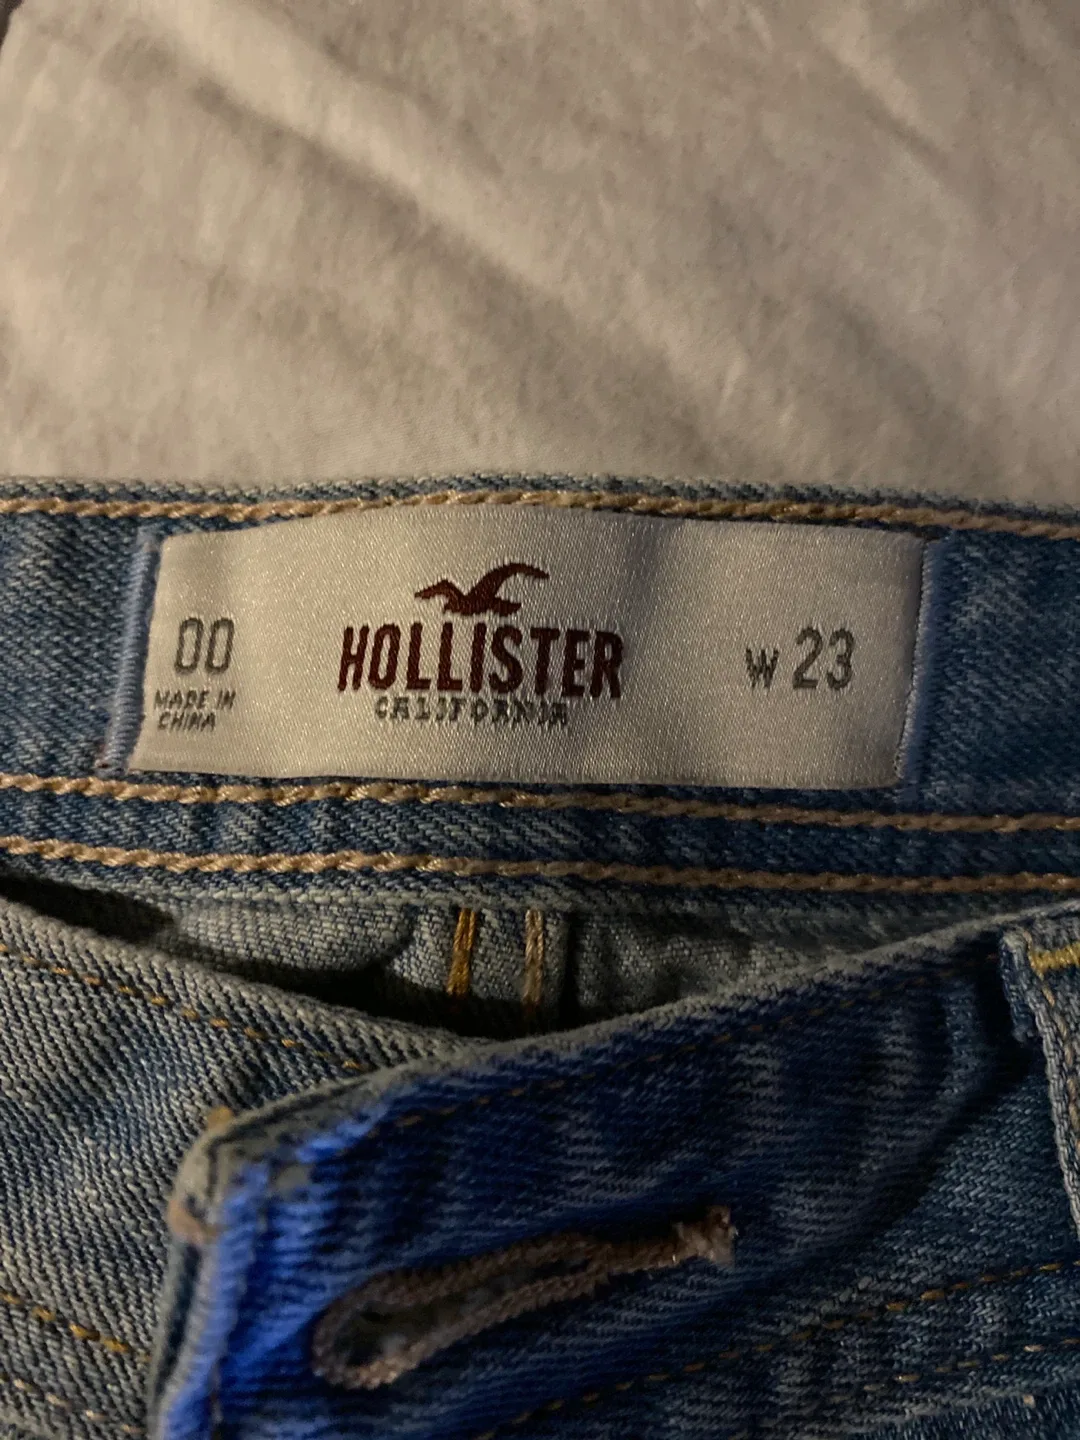 00
MADE IN
CHINA
HOLLISTER
CALIFORNIA
W 23